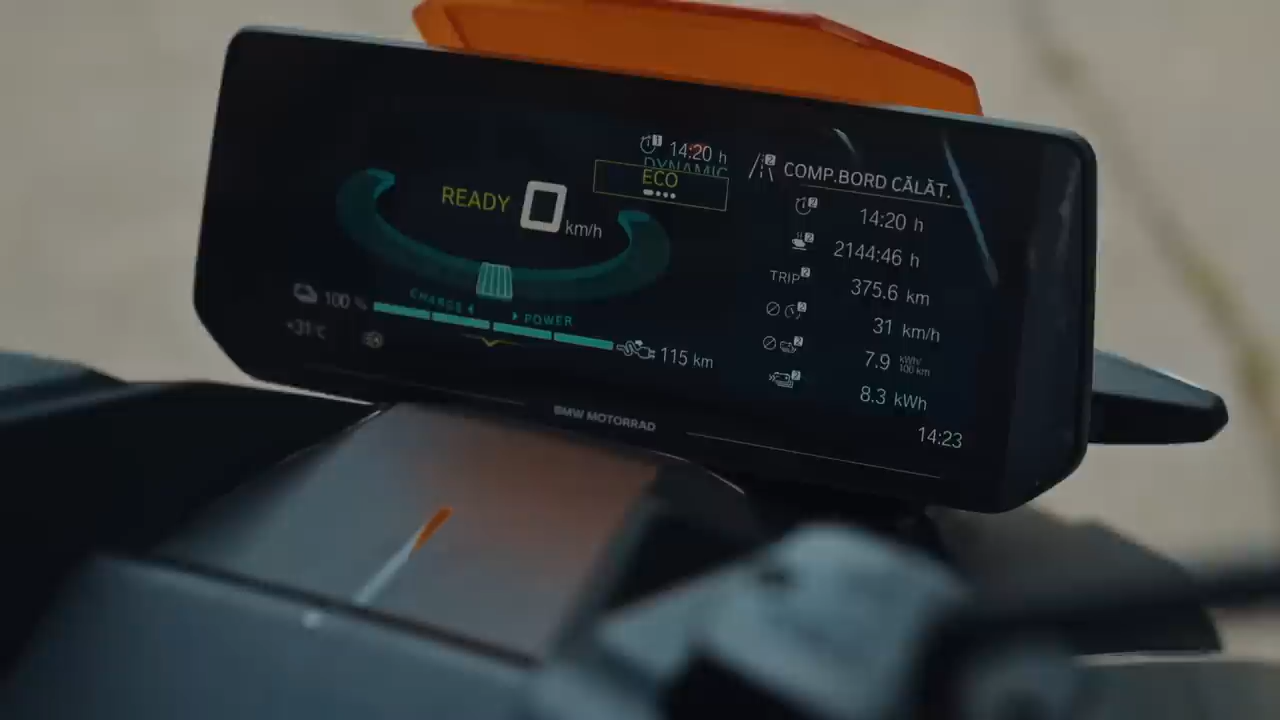 14:20 h
DYNAMIC
ECO
READY 0 km/h
CHARGE
POWER
100 %
+31°C
115 km
COMP.BORD CĂLĂT.
14:20 h
2144:46 h
TRIP 2 375.6 km
31 km/h
7.9 kWh/100 km
8.3 kWh
14:23
BMW MOTORRAD